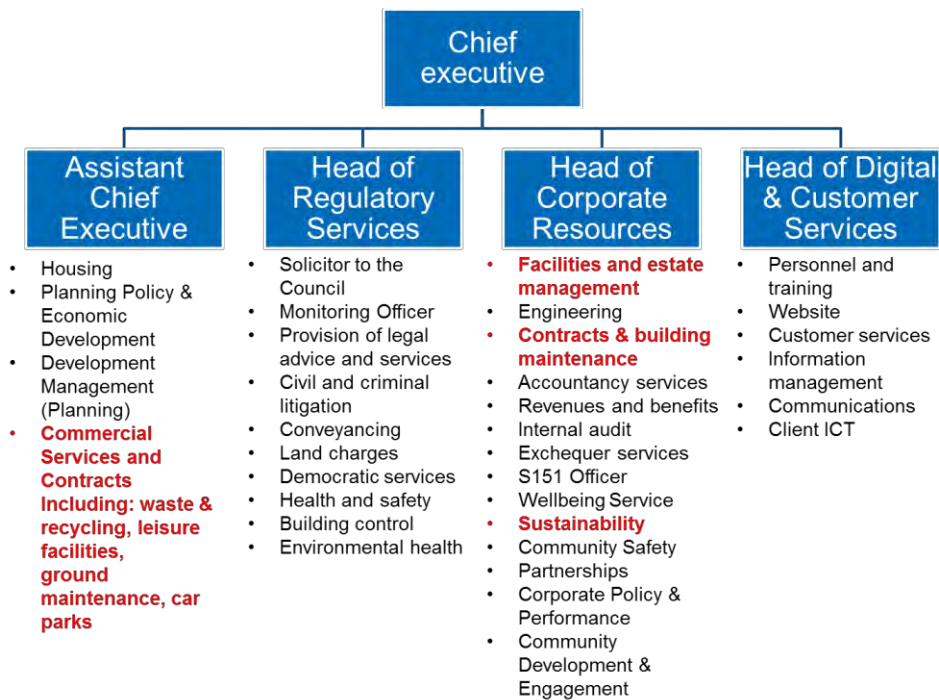 Chief
executive
Assistant
Chief
Executive
• Housing
• Planning Policy &
Economic
Development
• Development
Management
(Planning)
• Commercial
Services and
Contracts
Including: waste &
recycling, leisure
facilities,
ground
maintenance, car
parks
Head of
Regulatory
Services
• Solicitor to the
Council
• Monitoring Officer
• Provision of legal
advice and services
• Civil and criminal
litigation
• Conveyancing
• Land charges
• Democratic services
• Health and safety
• Building control
• Environmental health
Head of
Corporate
Resources
• Facilities and estate
management
• Engineering
• Contracts & building
maintenance
• Accountancy services
• Revenues and benefits
• Internal audit
• Exchequer services
• S151 Officer
• Wellbeing Service
• Sustainability
• Community Safety
• Partnerships
• Corporate Policy &
Performance
• Community
Development &
Engagement
Head of Digital
& Customer
Services
• Personnel and
training
• Website
• Customer services
• Information
management
• Communications
• Client ICT